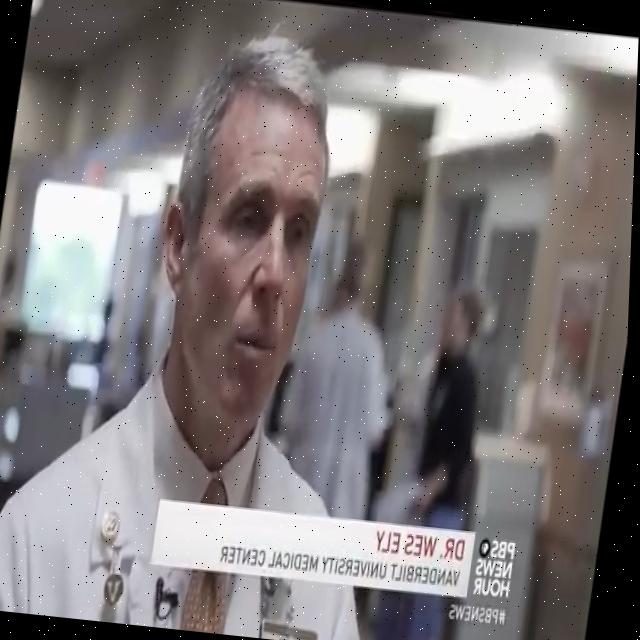 DR. WES ELY
VANDERBILT UNIVERSITY MEDICAL CENTER
PBS
NEWS
HOUR
#PBSNEWS